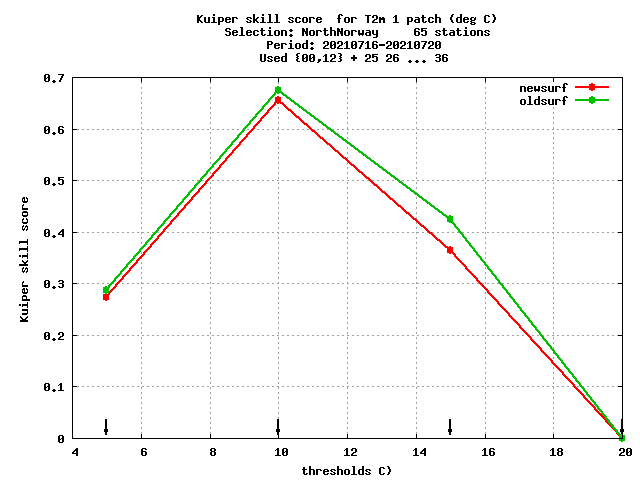 Kuiper skill score  for T2m 1 patch (deg C)
Selection: NorthNorway     65 stations
Period: 20210716-20210720
Used {00,12} + 25 26 ... 36
newsurf
oldsurf
0.7
0.6
0.5
0.4
0.3
0.2
0.1
0
Kuiper skill score
4 6 8 10 12 14 16 18 20
thresholds C)